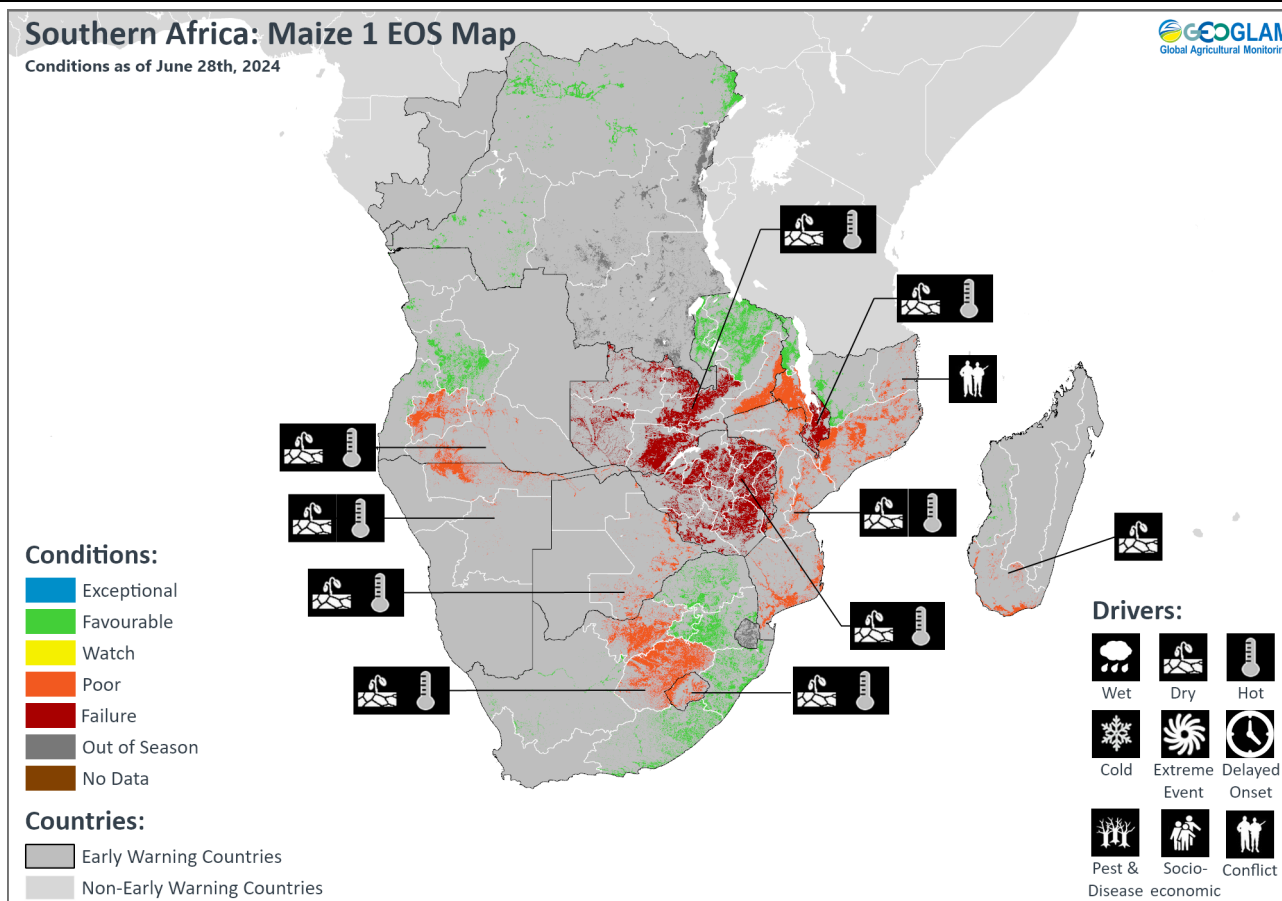 Southern Africa: Maize 1 EOS Map
Conditions as of June 28th, 2024
GEOGLAM
Global Agricultural Monitorin
Conditions:
Exceptional
Favourable
Watch
Poor
Failure
Out of Season
No Data
Countries:
Early Warning Countries
Non-Early Warning Countries
Drivers:
Wet
Dry
Hot
Cold
Extreme
Event
Delayed
Onset
Pest &
Disease
Socio-
economic
Conflict